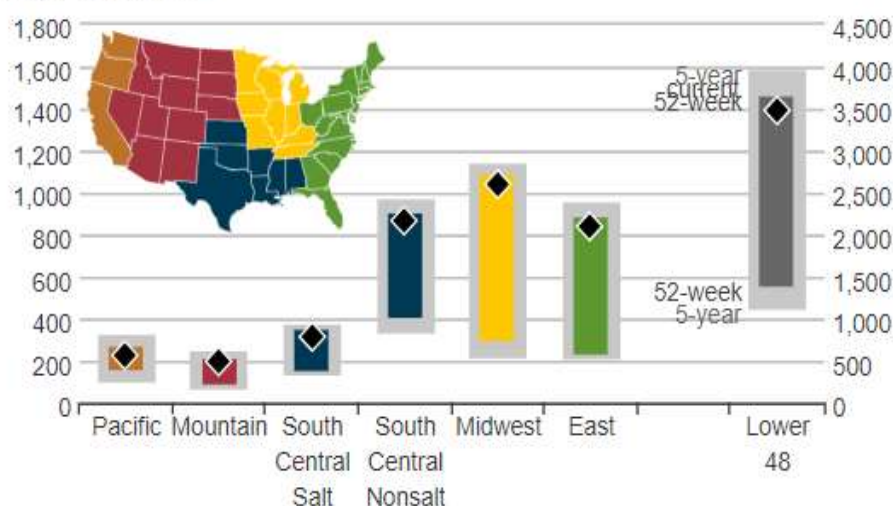 1,800
1,600
1,400
1,200
1,000
800
600
400
200
0
4,500
4,000
3,500
3,000
2,500
2,000
1,500
1,000
500
0
5-year
current
52-week
52-week
5-year
Pacific
Mountain
South
Central
Salt
South
Central
Nonsalt
Midwest
East
Lower
48